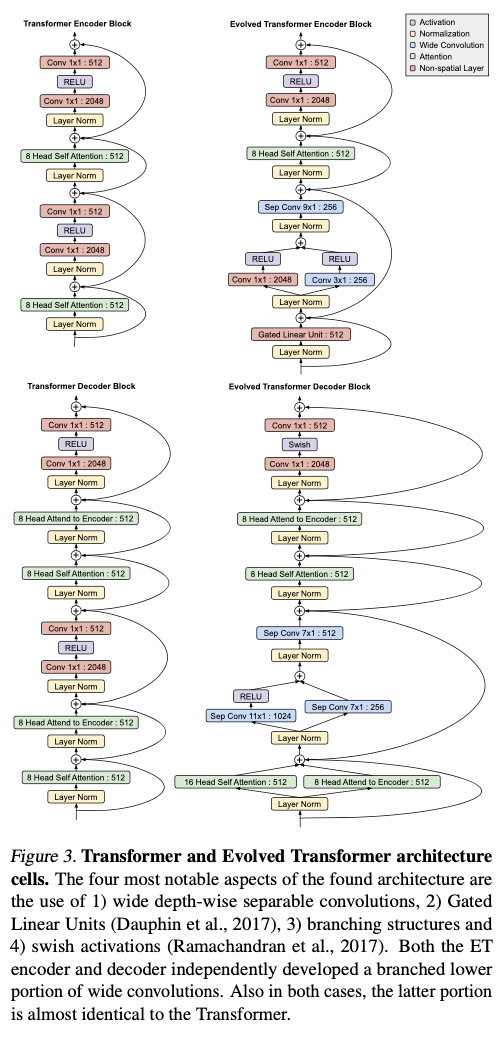 Transformer Encoder Block
Conv 1x1 : 512
RELU
Conv 1x1 : 2048
Layer Norm
8 Head Self Attention : 512
Layer Norm
Conv 1x1 : 512
RELU
Conv 1x1 : 2048
Layer Norm
8 Head Self Attention : 512
Layer Norm
Evolved Transformer Encoder Block
Conv 1x1 : 512
RELU
Conv 1x1 : 2048
Layer Norm
8 Head Self Attention : 512
Layer Norm
Sep Conv 9x1 : 256
Layer Norm
RELU RELU
Conv 1x1 : 2048 Conv 3x1 : 256
Layer Norm
Gated Linear Unit : 512
Layer Norm
Activation
Normalization
Wide Convolution
Attention
Non-spatial Layer
Transformer Decoder Block
Conv 1x1 : 512
RELU
Conv 1x1 : 2048
Layer Norm
8 Head Attend to Encoder : 512
Layer Norm
8 Head Self Attention : 512
Layer Norm
Conv 1x1 : 512
RELU
Conv 1x1 : 2048
Layer Norm
8 Head Attend to Encoder : 512
Layer Norm
8 Head Self Attention : 512
Layer Norm
Evolved Transformer Decoder Block
Conv 1x1 : 512
Swish
Conv 1x1 : 2048
Layer Norm
8 Head Attend to Encoder : 512
Layer Norm
8 Head Self Attention : 512
Layer Norm
Sep Conv 7x1 : 512
Layer Norm
RELU
Sep Conv 11x1 : 1024 Sep Conv 7x1 : 256
Layer Norm
16 Head Self Attention : 512 8 Head Attend to Encoder : 512
Layer Norm
Figure 3. Transformer and Evolved Transformer architecture
cells. The four most notable aspects of the found architecture are
the use of 1) wide depth-wise separable convolutions, 2) Gated
Linear Units (Dauphin et al., 2017), 3) branching structures and
4) swish activations (Ramachandran et al., 2017). Both the ET
encoder and decoder independently developed a branched lower
portion of wide convolutions. Also in both cases, the latter portion
is almost identical to the Transformer.